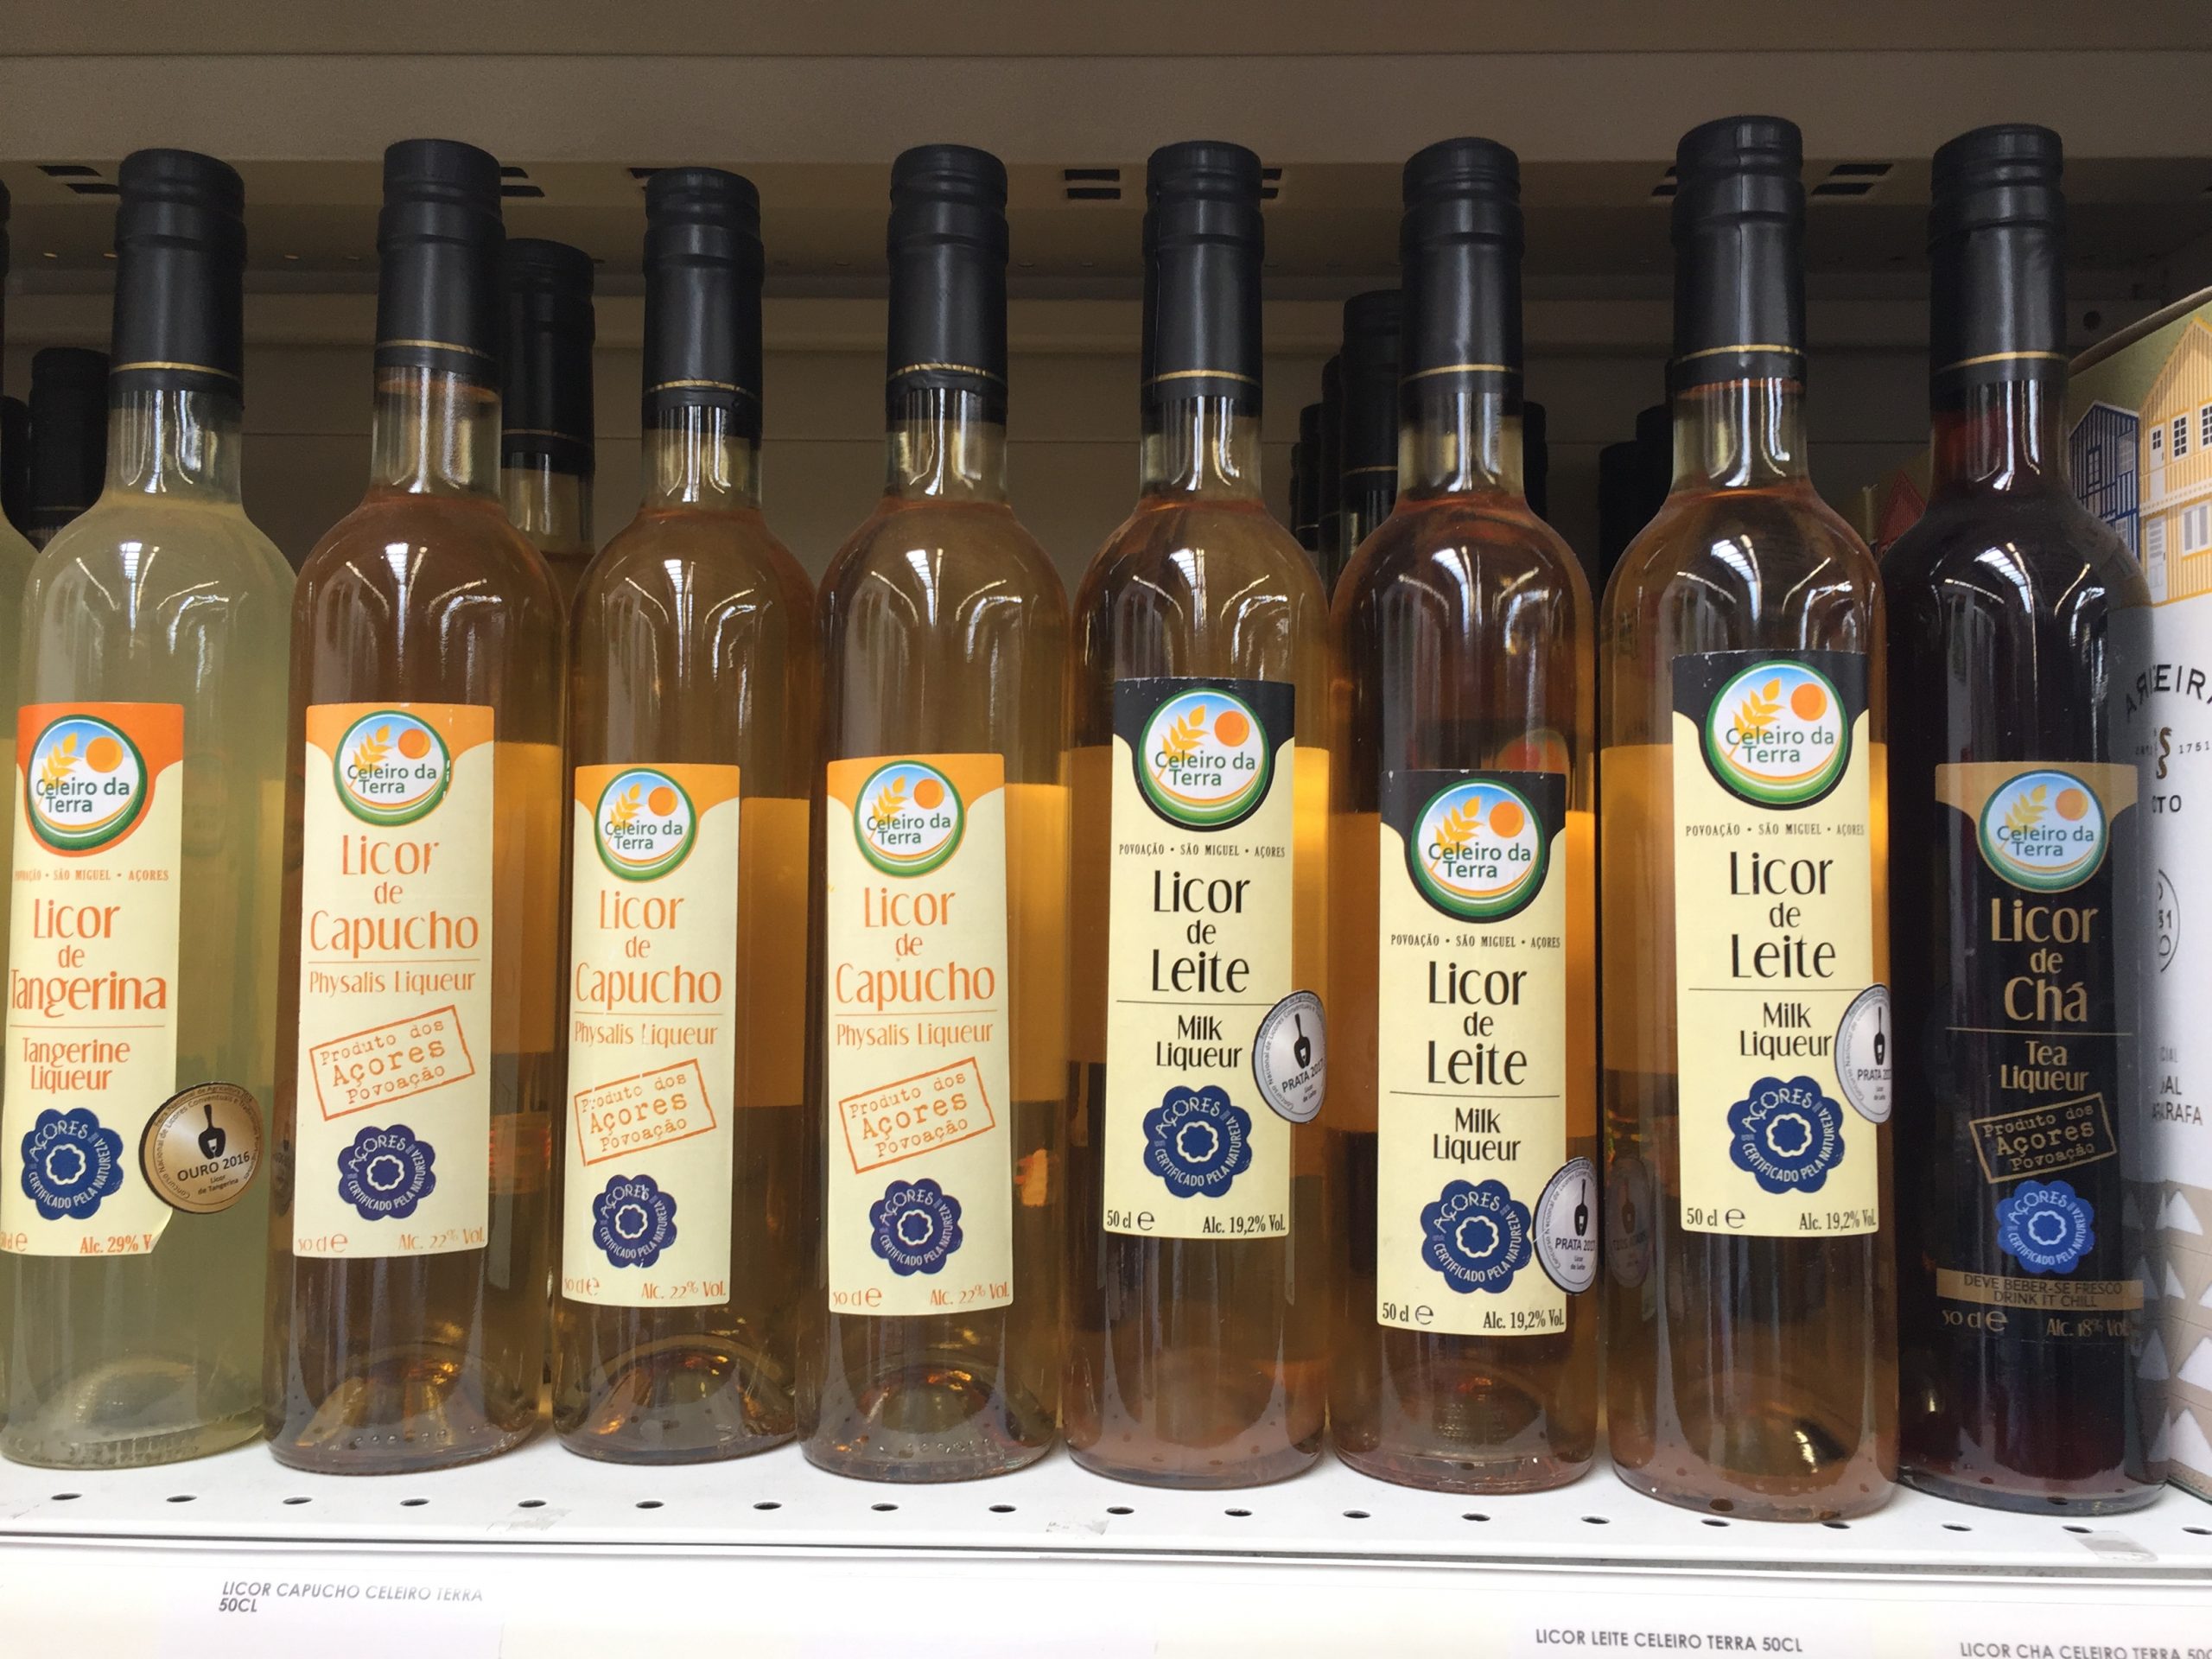 Celeiro da
Terra
POVOAÇÃO • SÃO MIGUEL • AÇORES
Licor
de
Tangerina
Tangerine
Liqueur
AÇORES
CERTIFICADO PELA NATUREZA
Alc. 29% V
OURO 2016
Licor
de Tangerina
Celeiro da
Terra
Licor
de
Capucho
Physalis Liqueur
Produto dos
Açores
Povoação
AÇORES
CERTIFICADO PELA NATUREZA
50 cl e
Alc. 22% Vol.
Celeiro da
Terra
Licor
de
Capucho
Physalis Liqueur
Produto dos
Açores
Povoação
AÇORES
CERTIFICADO PELA NATUREZA
50 cl e
Alc. 22% Vol.
Celeiro da
Terra
Licor
de
Capucho
Physalis Liqueur
Produto dos
Açores
Povoação
AÇORES
CERTIFICADO PELA NATUREZA
50 cl e
Alc. 22% Vol.
Celeiro da
Terra
POVOAÇÃO • SÃO MIGUEL • AÇORES
Licor
de
Leite
Milk
Liqueur
AÇORES
CERTIFICADO PELA NATUREZA
50 cl e
Alc. 19,2% Vol.
PRATA 2017
Licor
de Leite
Celeiro da
Terra
POVOAÇÃO • SÃO MIGUEL • AÇORES
Licor
de
Leite
Milk
Liqueur
AÇORES
CERTIFICADO PELA NATUREZA
50 cl e
Alc. 19,2% Vol.
PRATA 2017
Licor
de Leite
Celeiro da
Terra
POVOAÇÃO • SÃO MIGUEL • AÇORES
Licor
de
Leite
Milk
Liqueur
AÇORES
CERTIFICADO PELA NATUREZA
50 cl e
Alc. 19,2% Vol.
PRATA
Celeiro da
Terra
Licor
de
Chá
Tea
Liqueur
Produto dos
Açores
Povoação
AÇORES
CERTIFICADO PELA NATUREZA
DEVE BEBER-SE FRESCO
DRINK IT CHILL
50 cl e
Alc. 18% Vol.
1751
LICOR CAPUCHO CELEIRO TERRA
50CL
LICOR LEITE CELEIRO TERRA 50CL
LICOR CHA CELEIRO TERRA